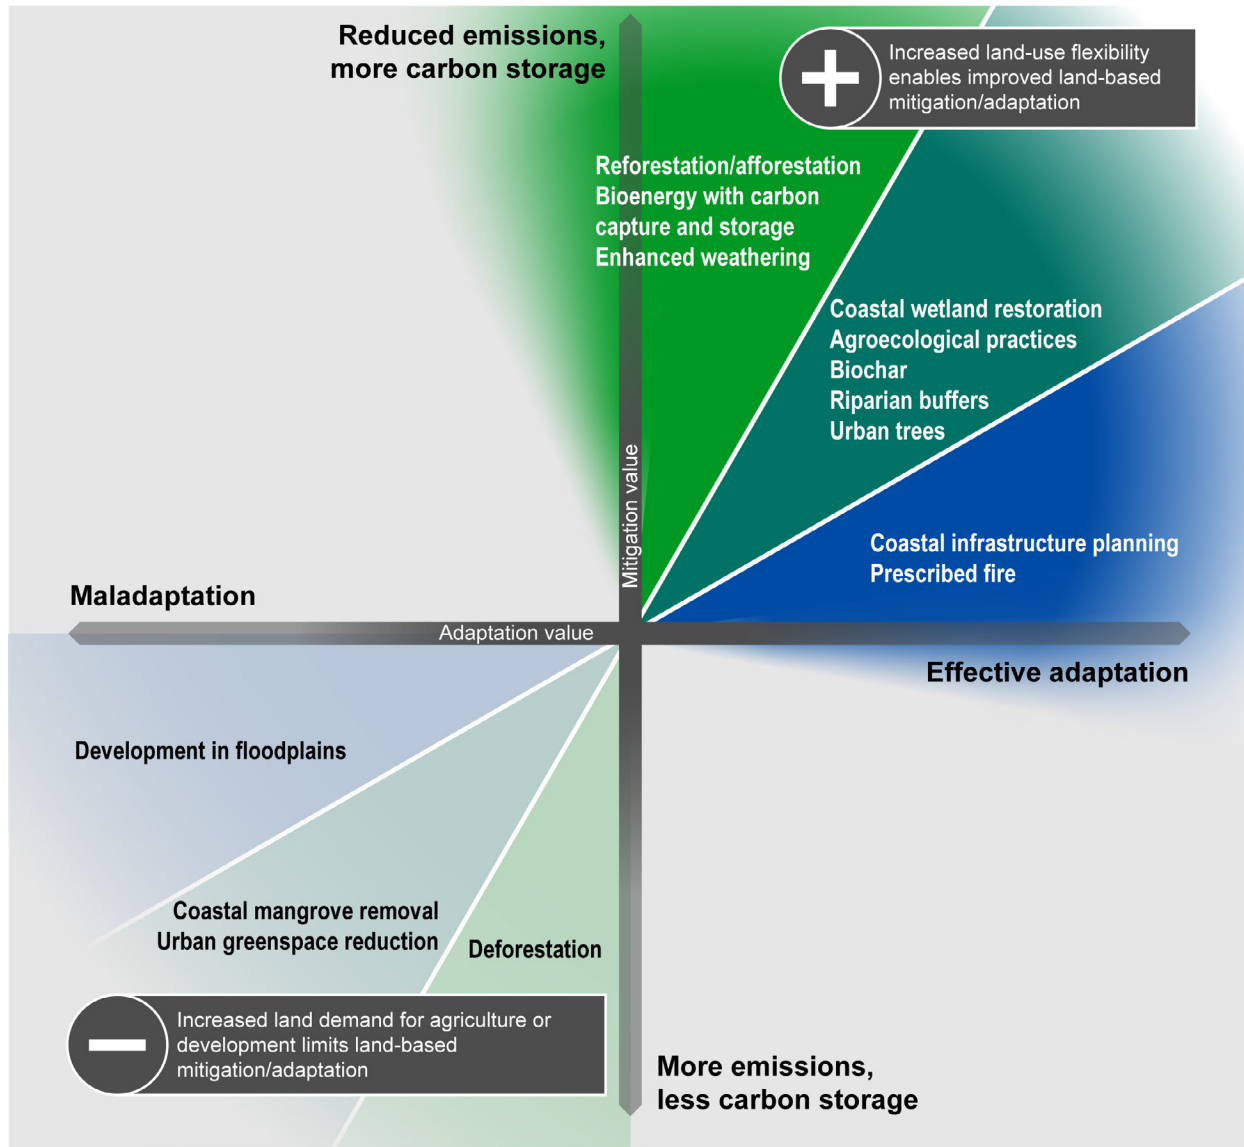 Reduced emissions,
more carbon storage
Increased land-use flexibility
enables improved land-based
mitigation/adaptation
Reforestation/afforestation
Bioenergy with carbon
capture and storage
Enhanced weathering
Coastal wetland restoration
Agroecological practices
Biochar
Riparian buffers
Urban trees
Mitigation value
Coastal infrastructure planning
Prescribed fire
Maladaptation
Adaptation value
Effective adaptation
Development in floodplains
Coastal mangrove removal
Urban greenspace reduction
Deforestation
Increased land demand for agriculture or
development limits land-based
mitigation/adaptation
More emissions,
less carbon storage